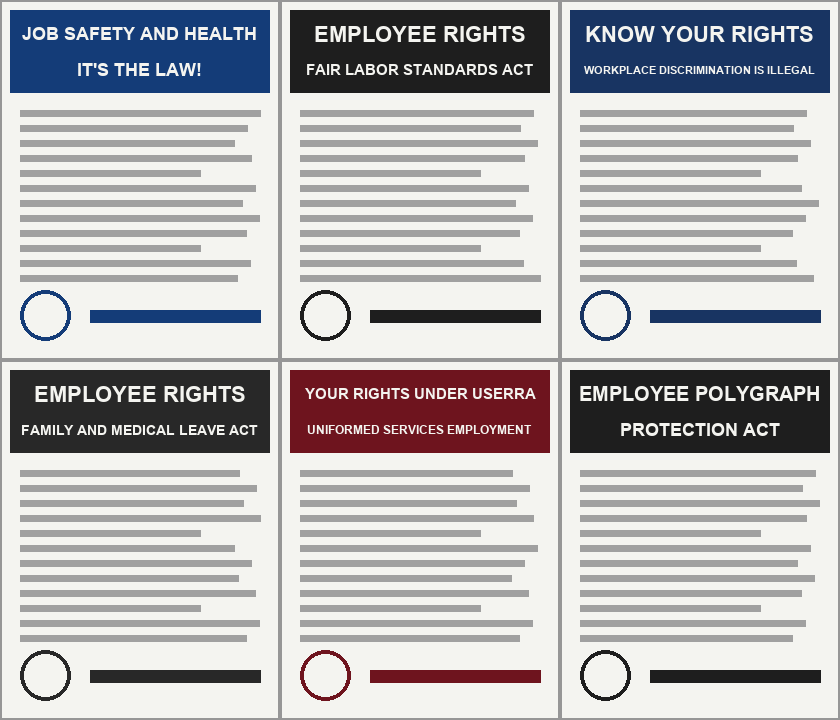 JOB SAFETY AND HEALTH
IT'S THE LAW!
EMPLOYEE RIGHTS
FAIR LABOR STANDARDS ACT
KNOW YOUR RIGHTS
WORKPLACE DISCRIMINATION IS ILLEGAL
EMPLOYEE RIGHTS
FAMILY AND MEDICAL LEAVE ACT
YOUR RIGHTS UNDER USERRA
UNIFORMED SERVICES EMPLOYMENT
EMPLOYEE POLYGRAPH
PROTECTION ACT